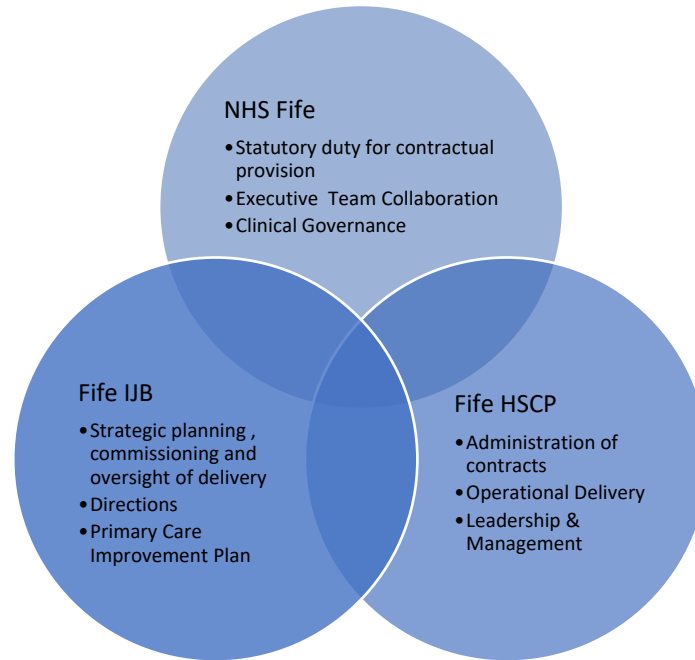 NHS Fife
•Statutory duty for contractual
provision
•Executive Team Collaboration
•Clinical Governance
Fife IJB
•Strategic planning ,
commissioning and
oversight of delivery
•Directions
•Primary Care
Improvement Plan
Fife HSCP
•Administration of
contracts
•Operational Delivery
•Leadership &
Management